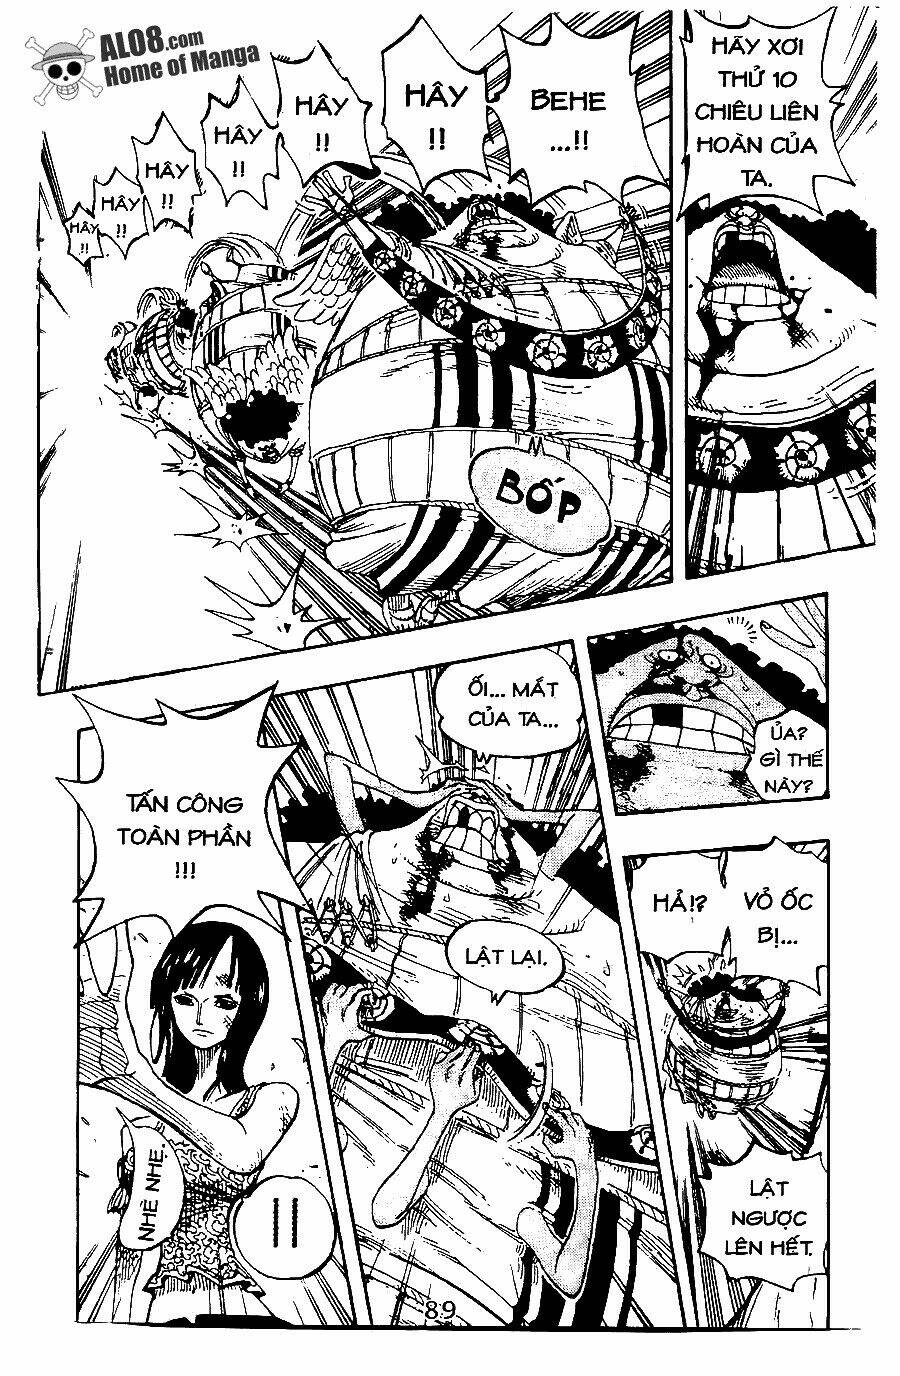 ALO8.com
Home of Manga
HÃY XƠI
THỬ 10
CHIÊU LIÊN
HOÀN CỦA
TA.
BEHE
...!!
HÂY
!!
HÂY
!!
HÂY
!!
HÂY
!!
HÂY
!!
HÂY
!!
BỐP
ỦA?
GÌ THẾ
NÀY?
ỐI... MẮT
CỦA TA...
TẤN CÔNG
TOÀN PHẦN
!!!
HẢ!?
VỎ ỐC
BỊ...
LẬT LẠI.
LẬT
NGƯỢC
LÊN HẾT.
NHÈ NHẸ.
!!
89